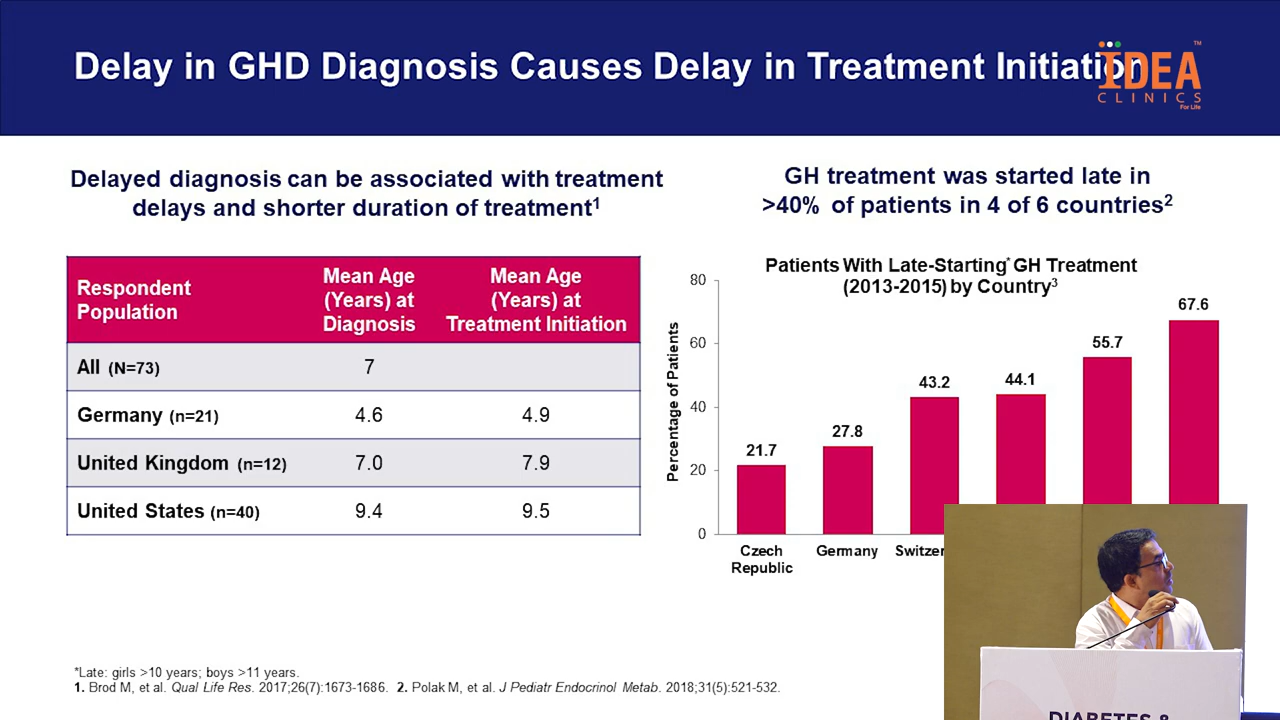 Delay in GHD Diagnosis Causes Delay in Treatment Initiation
IDEA
CLINICS
For Life
TM
Delayed diagnosis can be associated with treatment
delays and shorter duration of treatment1
Respondent Population	Mean Age (Years) at Diagnosis	Mean Age (Years) at Treatment Initiation
All (N=73)	7
Germany (n=21)	4.6	4.9
United Kingdom (n=12)	7.0	7.9
United States (n=40)	9.4	9.5
GH treatment was started late in
>40% of patients in 4 of 6 countries2
Patients With Late-Starting* GH Treatment
(2013-2015) by Country3
Percentage of Patients
80
60
40
20
0
21.7
27.8
43.2
44.1
55.7
67.6
Czech
Republic
Germany
*Late: girls >10 years; boys >11 years.
1. Brod M, et al. Qual Life Res. 2017;26(7):1673-1686. 2. Polak M, et al. J Pediatr Endocrinol Metab. 2018;31(5):521-532.
DIABETES &